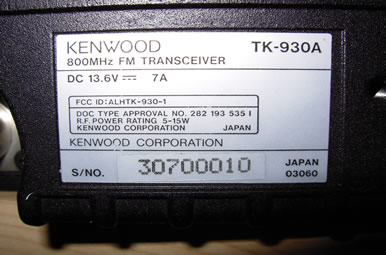 KENWOOD TK-930A
800MHz FM TRANSCEIVER
DC 13.6V ⎓ 7A
FCC ID:ALHTK-930-1
DOC TYPE APPROVAL NO. 282 193 535 I
R.F. POWER RATING 5-15W
KENWOOD CORPORATION JAPAN
KENWOOD CORPORATION
S/NO. 30700010 JAPAN
03060